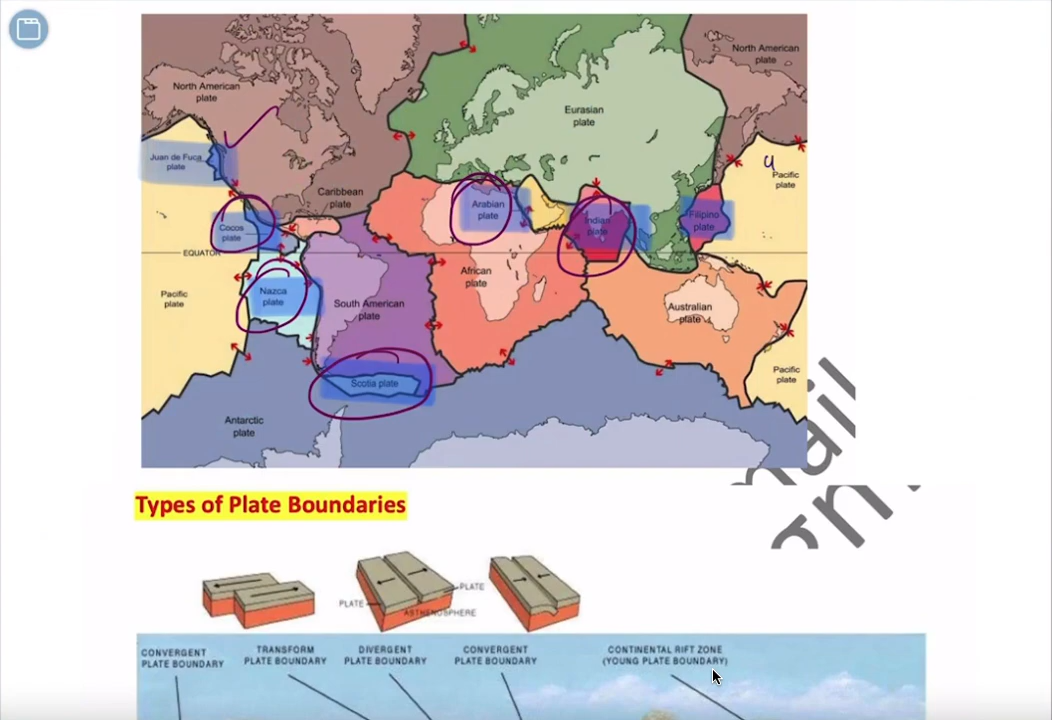 North American
plate
North American
plate
Eurasian
plate
Juan de Fuca
plate
Pacific
plate
Caribbean
plate
Arabian
plate
Indian
plate
Filipino
plate
Cocos
plate
EQUATOR
Nazca
plate
African
plate
Pacific
plate
South American
plate
Australian
plate
Scotia plate
Pacific
plate
Antarctic
plate
Types of Plate Boundaries
PLATE
PLATE
ASTHENOSPHERE
CONVERGENT
PLATE BOUNDARY
TRANSFORM
PLATE BOUNDARY
DIVERGENT
PLATE BOUNDARY
CONVERGENT
PLATE BOUNDARY
CONTINENTAL RIFT ZONE
(YOUNG PLATE BOUNDARY)